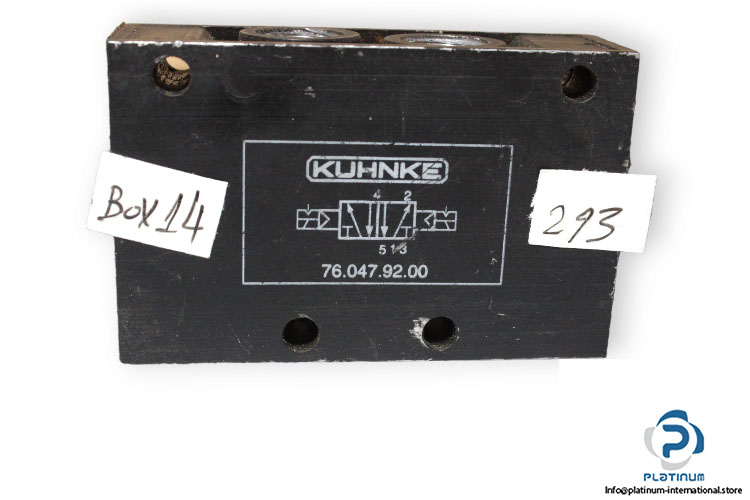 KUHNKE
4 2
5 1 3
76.047.92.00
Box 14
293
PLATINUM
Info@platinum-international.store